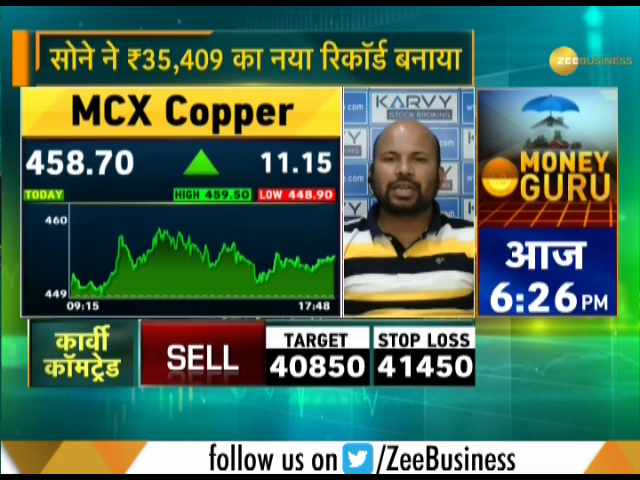 सोने ने ₹35,409 का नया रिकॉर्ड बनाया
ZEEBUSINESS
MCX Copper
458.70 11.15
TODAY HIGH 459.50 LOW 448.90
460
449
09:15 17:48
KARVY
STOCK BROKING
MONEY
GURU
आज
6:26 PM
कार्वी
कॉमट्रेड
SELL
TARGET
40850
STOP LOSS
41450
follow us on /ZeeBusiness